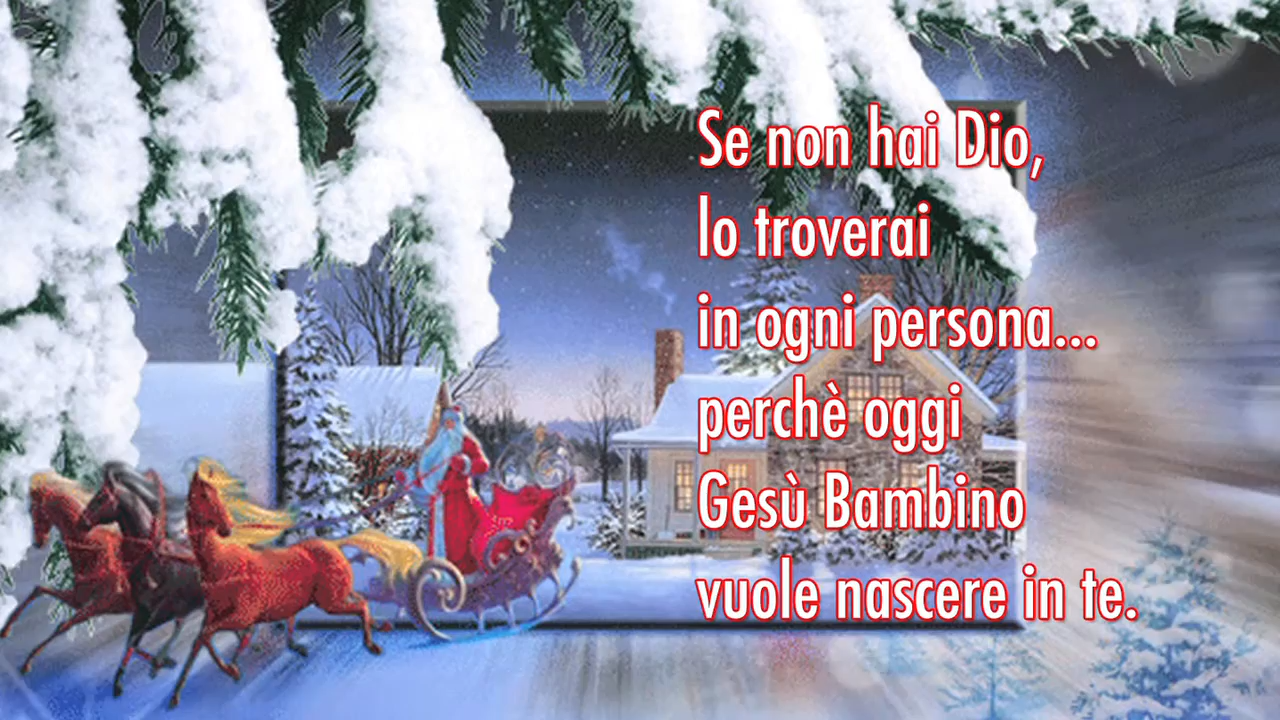 Se non hai Dio,
lo troverai
in ogni persona...
perchè oggi
Gesù Bambino
vuole nascere in te.